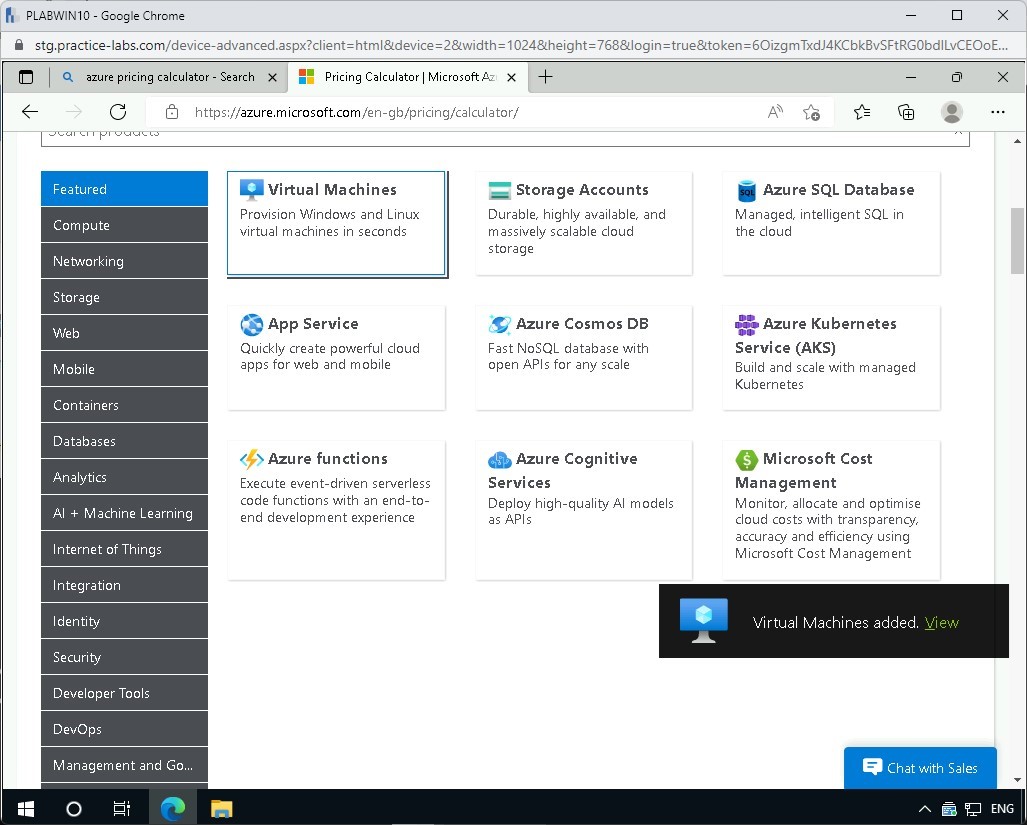 PLABWIN10 - Google Chrome
stg.practice-labs.com/device-advanced.aspx?client=html&device=2&width=1024&height=768&login=true&token=6OizgmTxdJ4KCbkBvSFtRG0bdILvCEOoE...
azure pricing calculator - Search
Pricing Calculator | Microsoft Az
https://azure.microsoft.com/en-gb/pricing/calculator/
Search products
Featured
Compute
Networking
Storage
Web
Mobile
Containers
Databases
Analytics
AI + Machine Learning
Internet of Things
Integration
Identity
Security
Developer Tools
DevOps
Management and Go...
Virtual Machines
Provision Windows and Linux
virtual machines in seconds
Storage Accounts
Durable, highly available, and
massively scalable cloud
storage
SQL
Azure SQL Database
Managed, intelligent SQL in
the cloud
App Service
Quickly create powerful cloud
apps for web and mobile
Azure Cosmos DB
Fast NoSQL database with
open APIs for any scale
Azure Kubernetes
Service (AKS)
Build and scale with managed
Kubernetes
Azure functions
Execute event-driven serverless
code functions with an end-to-
end development experience
Azure Cognitive
Services
Deploy high-quality AI models
as APIs
Microsoft Cost
Management
Monitor, allocate and optimise
cloud costs with transparency,
accuracy and efficiency using
Microsoft Cost Management
Virtual Machines added. View
Chat with Sales
ENG